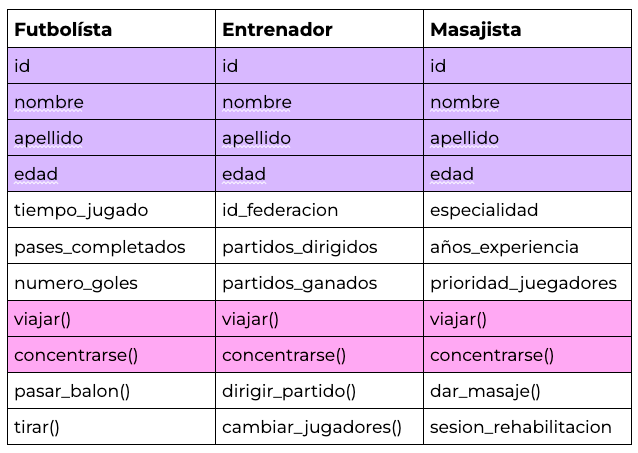 Futbolísta Entrenador Masajista
id id id
nombre nombre nombre
apellido apellido apellido
edad edad edad
tiempo_jugado id_federacion especialidad
pases_completados partidos_dirigidos años_experiencia
numero_goles partidos_ganados prioridad_juegadores
viajar() viajar() viajar()
concentrarse() concentrarse() concentrarse()
pasar_balon() dirigir_partido() dar_masaje()
tirar() cambiar_jugadores() sesion_rehabilitacion